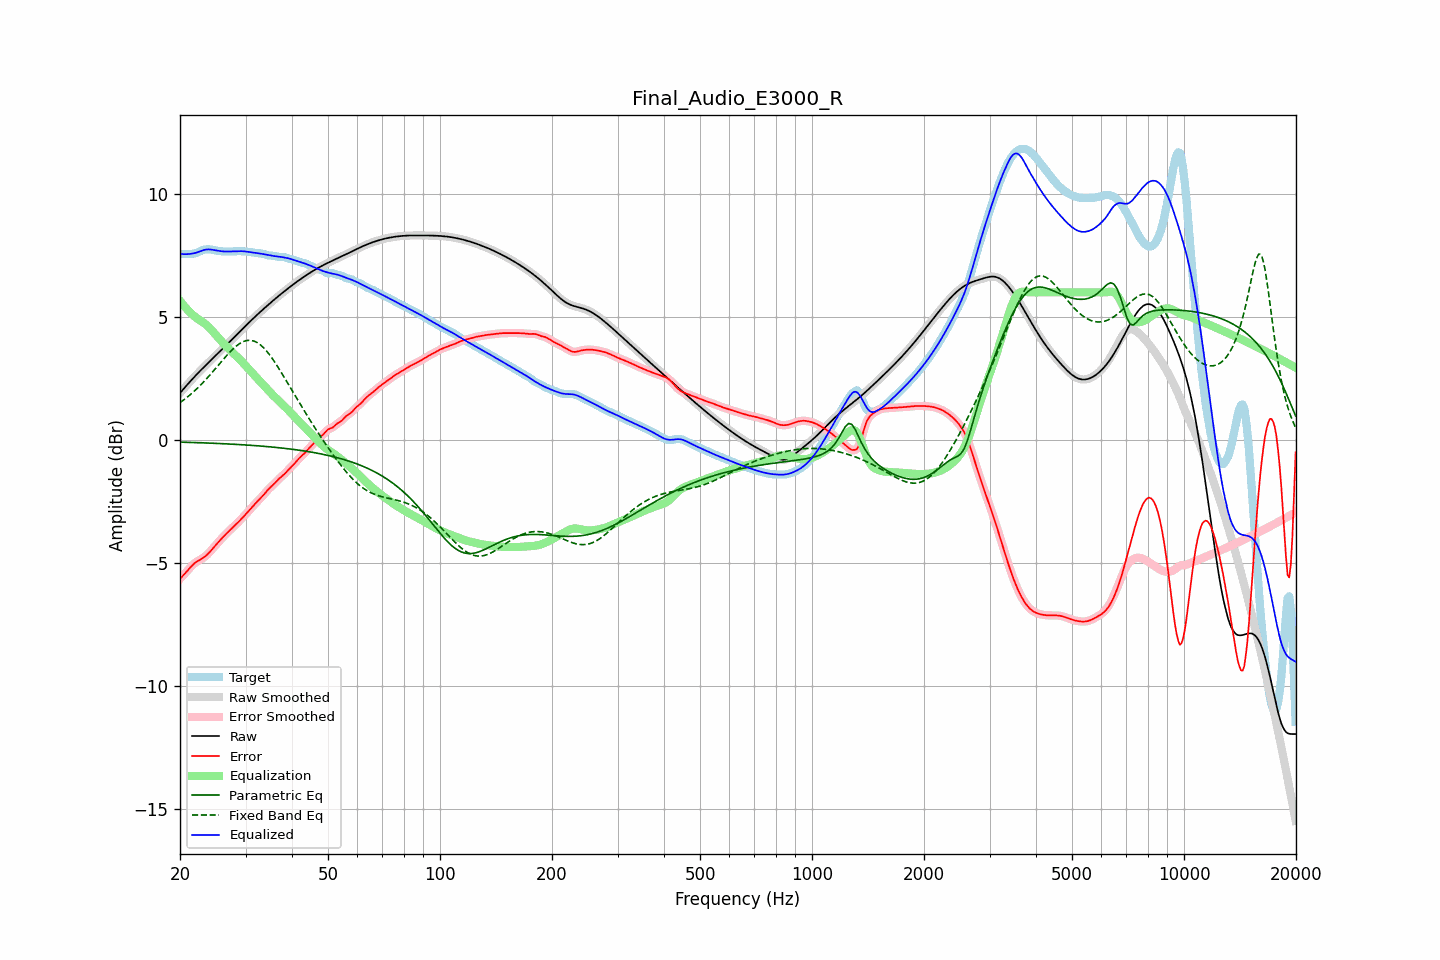 Final_Audio_E3000_R
Amplitude (dBr)
10
5
0
−5
−10
−15
Target
Raw Smoothed
Error Smoothed
Raw
Error
Equalization
Parametric Eq
Fixed Band Eq
Equalized
20 50 100 200 500 1000 2000 5000 10000 20000
Frequency (Hz)